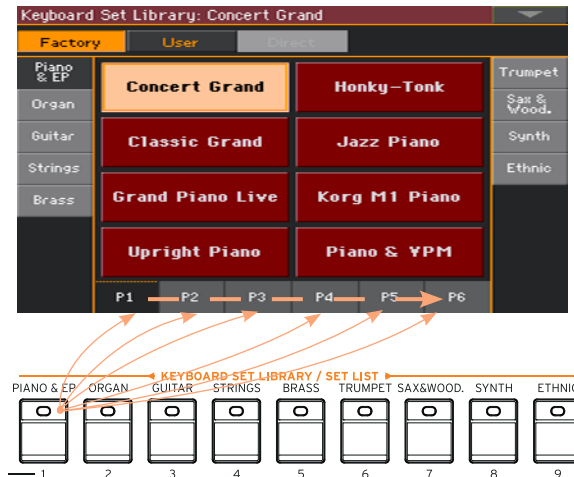 Keyboard Set Library: Concert Grand
Factory
User
Direct
Piano & EP
Organ
Guitar
Strings
Brass
Concert Grand
Honky-Tonk
Classic Grand
Jazz Piano
Grand Piano Live
Korg M1 Piano
Upright Piano
Piano & VPM
Trumpet
Sax & Wood.
Synth
Ethnic
P1 P2 P3 P4 P5 P6
KEYBOARD SET LIBRARY / SET LIST
PIANO & EP ORGAN GUITAR STRINGS BRASS TRUMPET SAX&WOOD. SYNTH ETHNIC
1 2 3 4 5 6 7 8 9